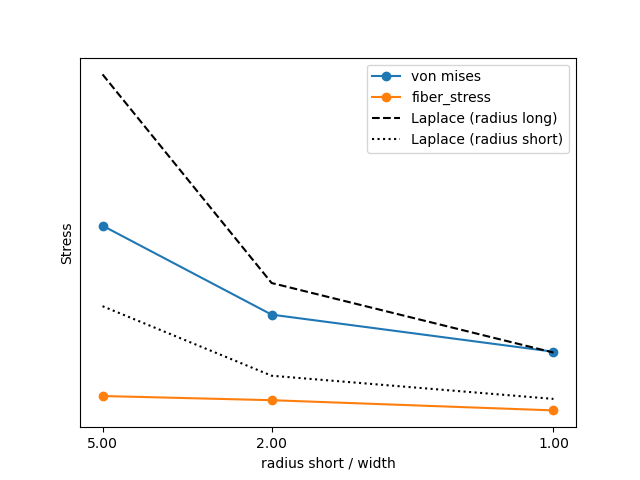 von mises
fiber_stress
Laplace (radius long)
Laplace (radius short)
Stress
5.00 2.00 1.00
radius short / width